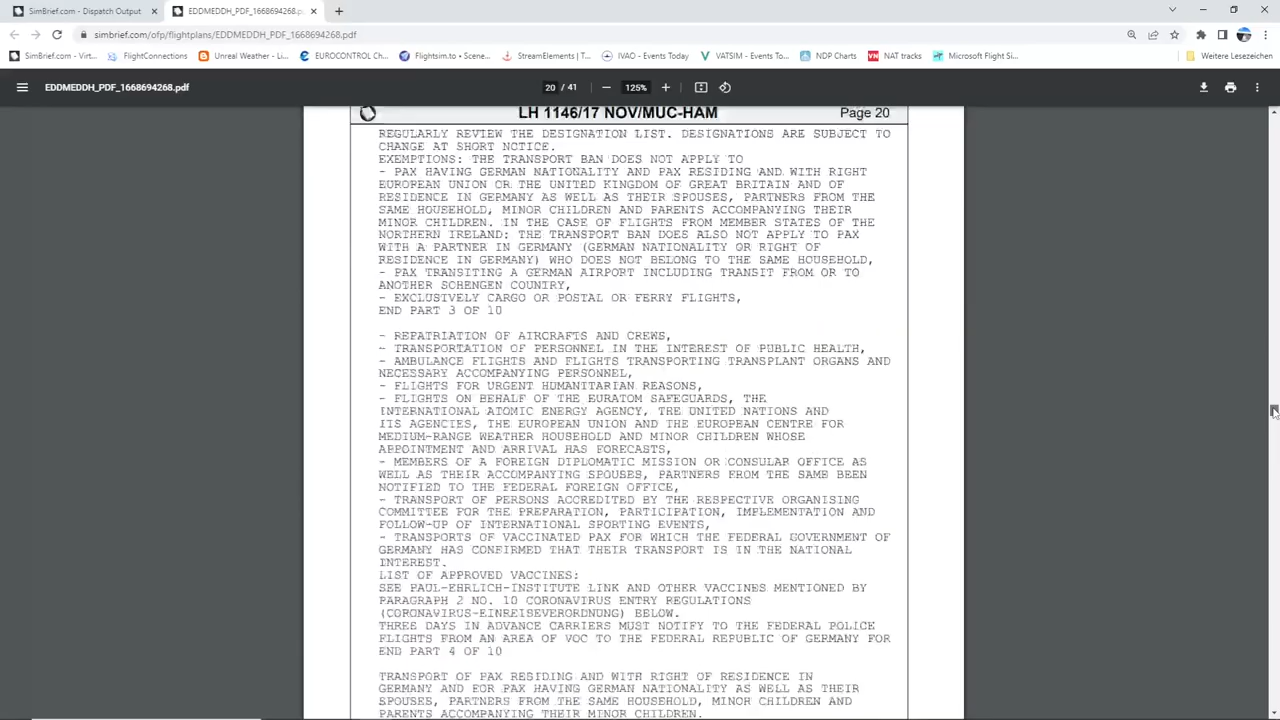 SimBrief.com - Dispatch Output
EDDMEDDH_PDF_1668694268.pdf
simbrief.com/ofp/flightplans/EDDMEDDH_PDF_1668694268.pdf
SimBrief.com - Virt...
FlightConnections
Unreal Weather - Li...
EUROCONTROL Ch...
Flightsim.to • Scene...
StreamElements | T...
IVAO - Events Today
VATSIM - Events To...
NDP Charts
NAT tracks
Microsoft Flight Si...
Weitere Lesezeichen
EDDMEDDH_PDF_1668694268.pdf
20 / 41
125%
LH 1146/17 NOV/MUC-HAM
Page 20
REGULARLY REVIEW THE DESIGNATION LIST. DESIGNATIONS ARE SUBJECT TO
CHANGE AT SHORT NOTICE.
EXEMPTIONS: THE TRANSPORT BAN DOES NOT APPLY TO
- PAX HAVING GERMAN NATIONALITY AND PAX RESIDING AND WITH RIGHT
EUROPEAN UNION OR THE UNITED KINGDOM OF GREAT BRITAIN AND OF
RESIDENCE IN GERMANY AS WELL AS THEIR SPOUSES, PARTNERS FROM THE
SAME HOUSEHOLD, MINOR CHILDREN AND PARENTS ACCOMPANYING THEIR
MINOR CHILDREN. IN THE CASE OF FLIGHTS FROM MEMBER STATES OF THE
NORTHERN IRELAND: THE TRANSPORT BAN DOES ALSO NOT APPLY TO PAX
WITH A PARTNER IN GERMANY (GERMAN NATIONALITY OR RIGHT OF
RESIDENCE IN GERMANY) WHO DOES NOT BELONG TO THE SAME HOUSEHOLD,
- PAX TRANSITING A GERMAN AIRPORT INCLUDING TRANSIT FROM OR TO
ANOTHER SCHENGEN COUNTRY,
- EXCLUSIVELY CARGO OR POSTAL OR FERRY FLIGHTS,
END PART 3 OF 10
- REPATRIATION OF AIRCRAFTS AND CREWS,
- TRANSPORTATION OF PERSONNEL IN THE INTEREST OF PUBLIC HEALTH,
- AMBULANCE FLIGHTS AND FLIGHTS TRANSPORTING TRANSPLANT ORGANS AND
NECESSARY ACCOMPANYING PERSONNEL,
- FLIGHTS FOR URGENT HUMANITARIAN REASONS,
- FLIGHTS ON BEHALF OF THE EURATOM SAFEGUARDS, THE
INTERNATIONAL ATOMIC ENERGY AGENCY, THE UNITED NATIONS AND
ITS AGENCIES, THE EUROPEAN UNION AND THE EUROPEAN CENTRE FOR
MEDIUM-RANGE WEATHER HOUSEHOLD AND MINOR CHILDREN WHOSE
APPOINTMENT AND ARRIVAL HAS FORECASTS,
- MEMBERS OF A FOREIGN DIPLOMATIC MISSION OR CONSULAR OFFICE AS
WELL AS THEIR ACCOMPANYING SPOUSES, PARTNERS FROM THE SAME BEEN
NOTIFIED TO THE FEDERAL FOREIGN OFFICE,
- TRANSPORT OF PERSONS ACCREDITED BY THE RESPECTIVE ORGANISING
COMMITTEE FOR THE PREPARATION, PARTICIPATION, IMPLEMENTATION AND
FOLLOW-UP OF INTERNATIONAL SPORTING EVENTS,
- TRANSPORTS OF VACCINATED PAX FOR WHICH THE FEDERAL GOVERNMENT OF
GERMANY HAS CONFIRMED THAT THEIR TRANSPORT IS IN THE NATIONAL
INTEREST.
LIST OF APPROVED VACCINES:
SEE PAUL-EHRLICH-INSTITUTE LINK AND OTHER VACCINES MENTIONED BY
PARAGRAPH 2 NO. 10 CORONAVIRUS ENTRY REGULATIONS
(CORONAVIRUS-EINREISEVERORDNUNG) BELOW.
THREE DAYS IN ADVANCE CARRIERS MUST NOTIFY TO THE FEDERAL POLICE
FLIGHTS FROM AN AREA OF VOC TO THE FEDERAL REPUBLIC OF GERMANY FOR
END PART 4 OF 10
TRANSPORT OF PAX RESIDING AND WITH RIGHT OF RESIDENCE IN
GERMANY AND FOR PAX HAVING GERMAN NATIONALITY AS WELL AS THEIR
SPOUSES, PARTNERS FROM THE SAME HOUSEHOLD, MINOR CHILDREN AND
PARENTS ACCOMPANYING THEIR MINOR CHILDREN.